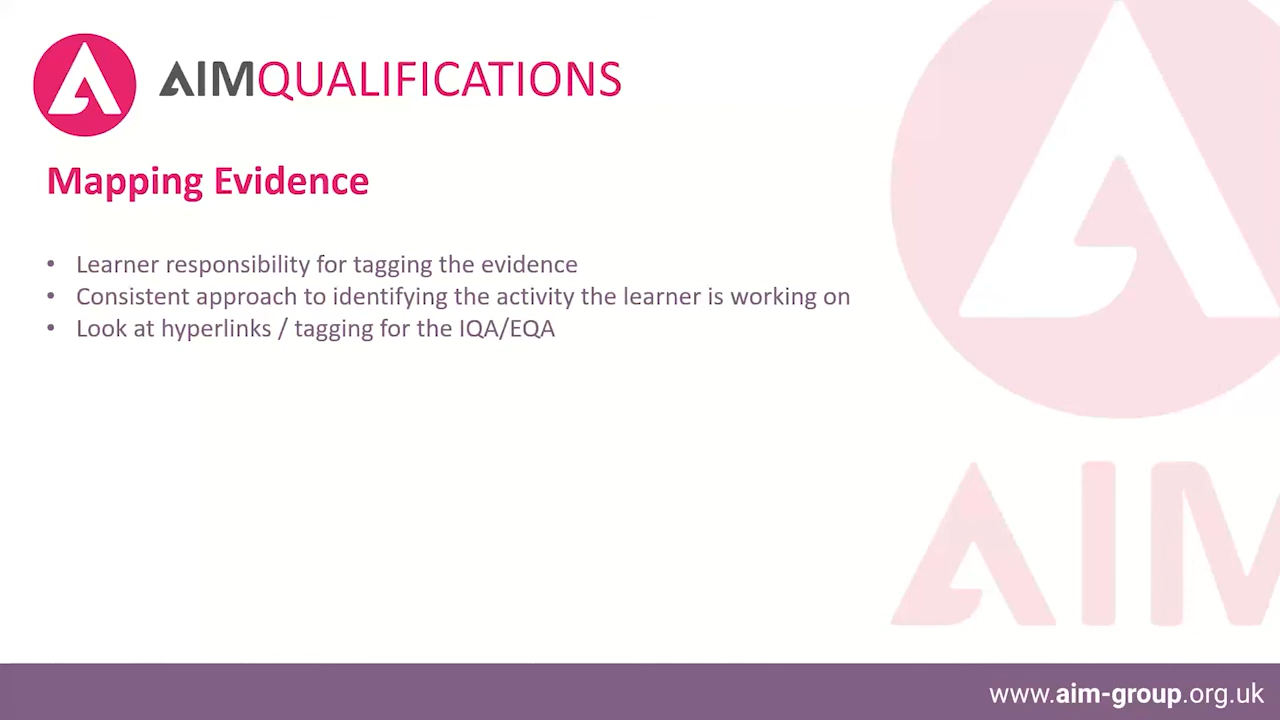 AIMQUALIFICATIONS
Mapping Evidence
• Learner responsibility for tagging the evidence
• Consistent approach to identifying the activity the learner is working on
• Look at hyperlinks / tagging for the IQA/EQA
AIM
www.aim-group.org.uk